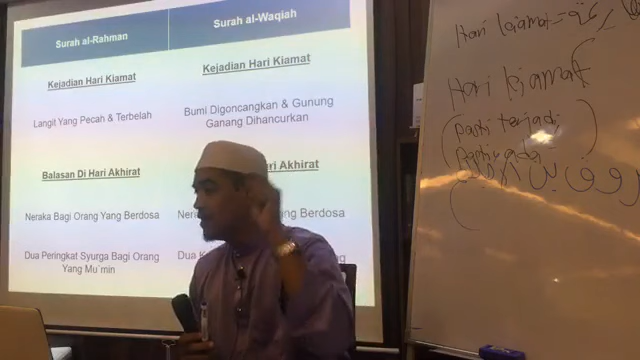 Surah al-Rahman
Surah al-Waqiah
Kejadian Hari Kiamat
Kejadian Hari Kiamat
Langit Yang Pecah & Terbelah
Bumi Digoncangkan & Gunung
Ganang Dihancurkan
Balasan Di Hari Akhirat
ri Akhirat
Neraka Bagi Orang Yang Berdosa
Berdosa
Dua Peringkat Syurga Bagi Orang
Yang Mu`min
Dua
Hari kiamat =
Hari kiamat
pasti terjadi